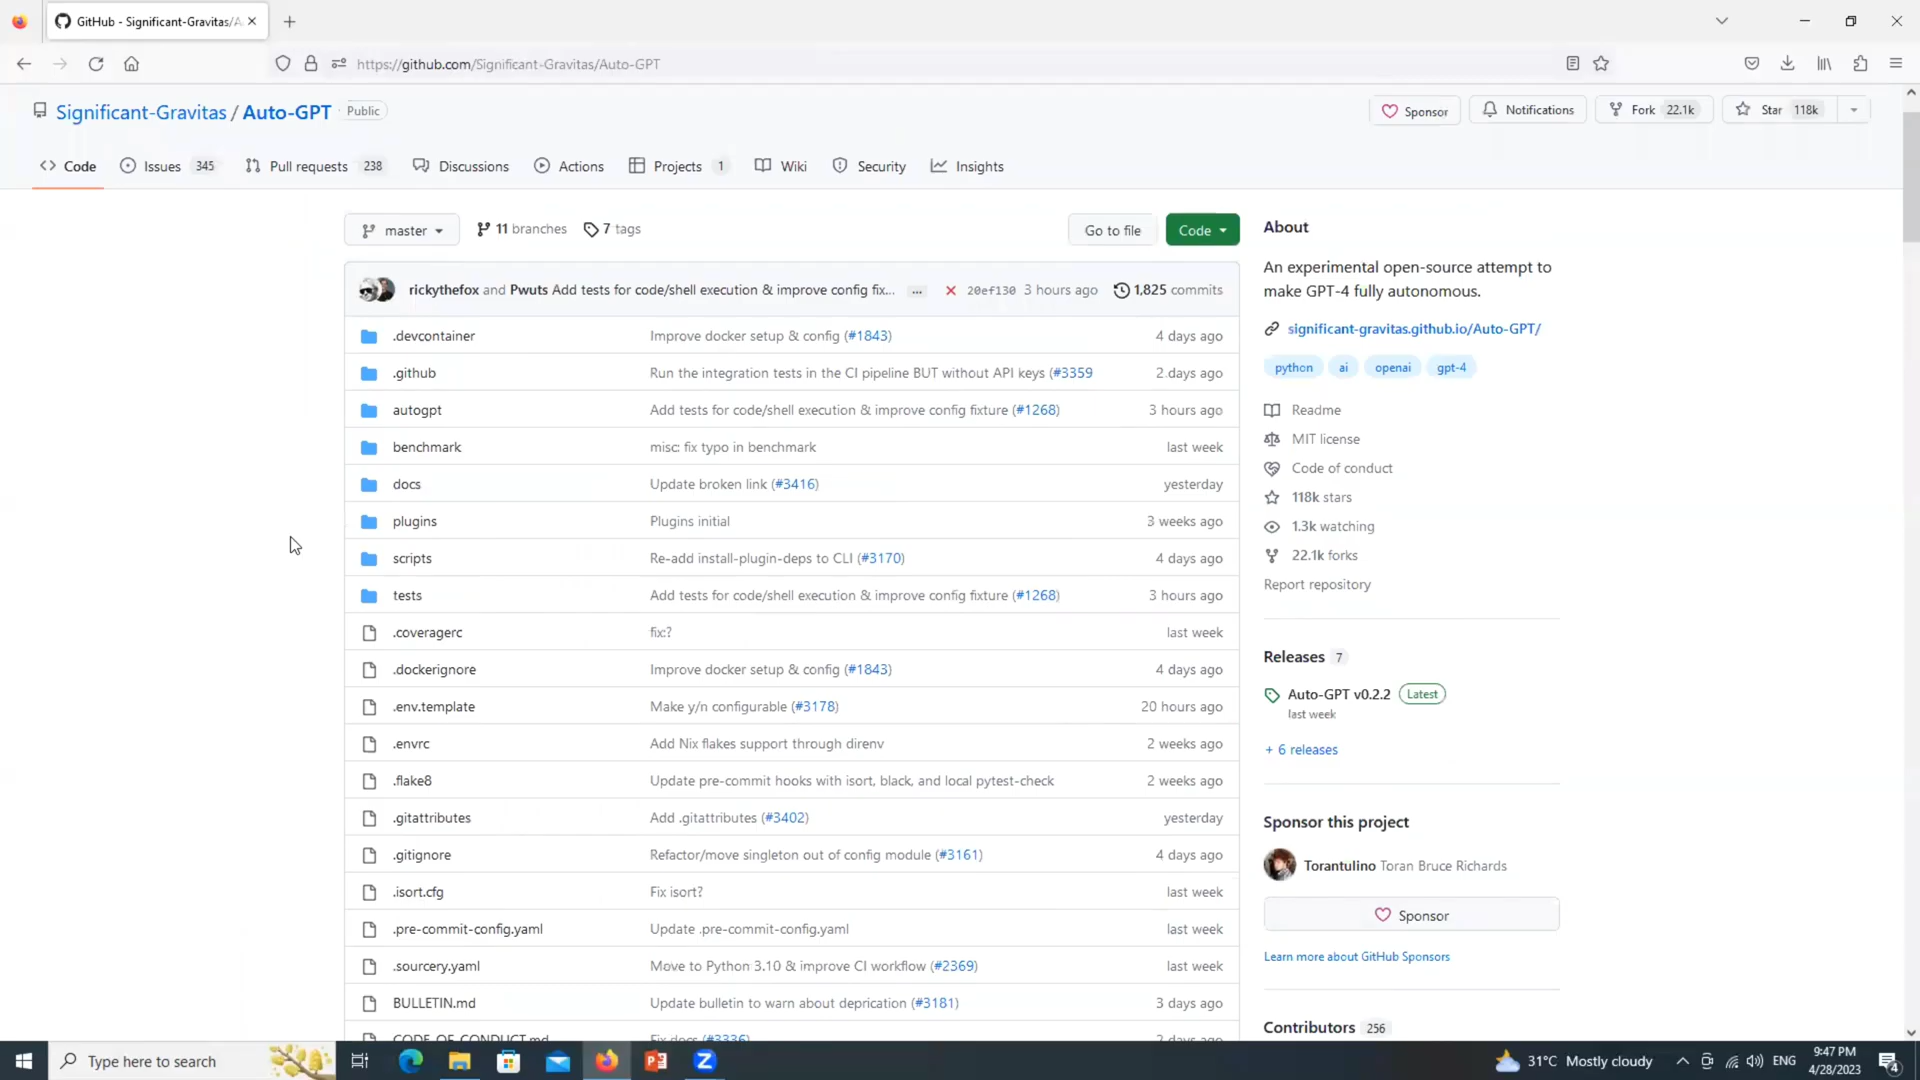 GitHub - Significant-Gravitas/A
https://github.com/Significant-Gravitas/Auto-GPT
Significant-Gravitas / Auto-GPT Public
Sponsor Notifications Fork 22.1k Star 118k
Code Issues 345 Pull requests 238 Discussions Actions Projects 1 Wiki Security Insights
master 11 branches 7 tags Go to file Code
rickythefox and Pwuts Add tests for code/shell execution & improve config fix... ... 20ef130 3 hours ago 1,825 commits
.devcontainer Improve docker setup & config (#1843) 4 days ago
.github Run the integration tests in the CI pipeline BUT without API keys (#3359 2 days ago
autogpt Add tests for code/shell execution & improve config fixture (#1268) 3 hours ago
benchmark misc: fix typo in benchmark last week
docs Update broken link (#3416) yesterday
plugins Plugins initial 3 weeks ago
scripts Re-add install-plugin-deps to CLI (#3170) 4 days ago
tests Add tests for code/shell execution & improve config fixture (#1268) 3 hours ago
.coveragerc fix:? last week
.dockerignore Improve docker setup & config (#1843) 4 days ago
.env.template Make y/n configurable (#3178) 20 hours ago
.envrc Add Nix flakes support through direnv 2 weeks ago
.flake8 Update pre-commit hooks with isort, black, and local pytest-check 2 weeks ago
.gitattributes Add .gitattributes (#3402) yesterday
.gitignore Refactor/move singleton out of config module (#3161) 4 days ago
.isort.cfg Fix isort? last week
.pre-commit-config.yaml Update .pre-commit-config.yaml last week
.sourcery.yaml Move to Python 3.10 & improve CI workflow (#2369) last week
BULLETIN.md Update bulletin to warn about deprication (#3181) 3 days ago
CODE_OF_CONDUCT.md Fix docs (#3336) 2 days ago
About
An experimental open-source attempt to
make GPT-4 fully autonomous.
significant-gravitas.github.io/Auto-GPT/
python ai openai gpt-4
Readme
MIT license
Code of conduct
118k stars
1.3k watching
22.1k forks
Report repository
Releases 7
Auto-GPT v0.2.2 Latest
last week
+ 6 releases
Sponsor this project
Torantulino Toran Bruce Richards
Sponsor
Learn more about GitHub Sponsors
Contributors 256
Type here to search
31°C Mostly cloudy ENG 9:47 PM
4/28/2023 4